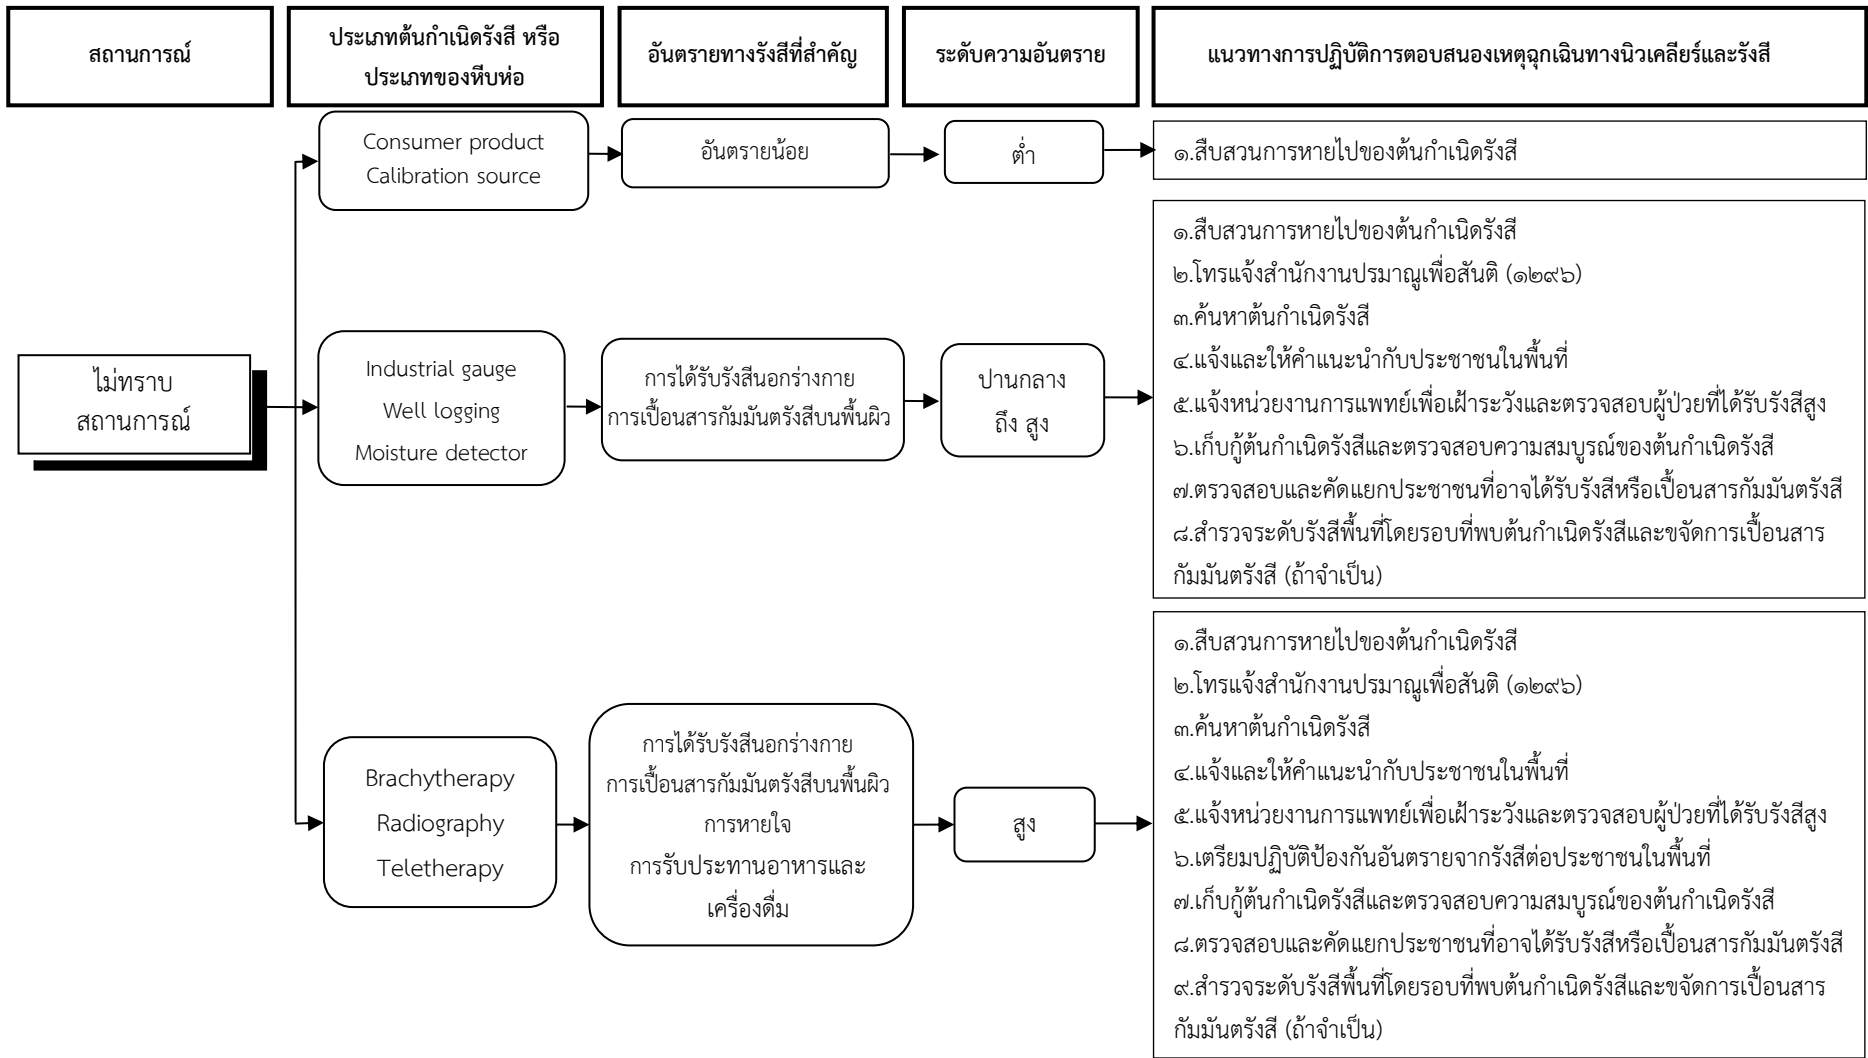 สถานการณ์
ประเภทต้นกำเนิดรังสี หรือ
ประเภทของหีบห่อ
อันตรายทางรังสีที่สำคัญ
ระดับความอันตราย
แนวทางการปฏิบัติการตอบสนองเหตุฉุกเฉินทางนิวเคลียร์และรังสี
ไม่ทราบ
สถานการณ์
Consumer product
Calibration source
อันตรายน้อย
ต่ำ
๑.สืบสวนการหายไปของต้นกำเนิดรังสี
Industrial gauge
Well logging
Moisture detector
การได้รับรังสีนอกร่างกาย
การเปื้อนสารกัมมันตรังสีบนพื้นผิว
ปานกลาง
ถึง สูง
๑.สืบสวนการหายไปของต้นกำเนิดรังสี
๒.โทรแจ้งสำนักงานปรมาณูเพื่อสันติ (๑๒๙๖)
๓.ค้นหาต้นกำเนิดรังสี
๔.แจ้งและให้คำแนะนำกับประชาชนในพื้นที่
๕.แจ้งหน่วยงานการแพทย์เพื่อเฝ้าระวังและตรวจสอบผู้ป่วยที่ได้รับรังสีสูง
๖.เก็บกู้ต้นกำเนิดรังสีและตรวจสอบความสมบูรณ์ของต้นกำเนิดรังสี
๗.ตรวจสอบและคัดแยกประชาชนที่อาจได้รับรังสีหรือเปื้อนสารกัมมันตรังสี
๘.สำรวจระดับรังสีพื้นที่โดยรอบที่พบต้นกำเนิดรังสีและขจัดการเปื้อนสาร
กัมมันตรังสี (ถ้าจำเป็น)
Brachytherapy
Radiography
Teletherapy
การได้รับรังสีนอกร่างกาย
การเปื้อนสารกัมมันตรังสีบนพื้นผิว
การหายใจ
การรับประทานอาหารและ
เครื่องดื่ม
สูง
๑.สืบสวนการหายไปของต้นกำเนิดรังสี
๒.โทรแจ้งสำนักงานปรมาณูเพื่อสันติ (๑๒๙๖)
๓.ค้นหาต้นกำเนิดรังสี
๔.แจ้งและให้คำแนะนำกับประชาชนในพื้นที่
๕.แจ้งหน่วยงานการแพทย์เพื่อเฝ้าระวังและตรวจสอบผู้ป่วยที่ได้รับรังสีสูง
๖.เตรียมปฏิบัติป้องกันอันตรายจากรังสีต่อประชาชนในพื้นที่
๗.เก็บกู้ต้นกำเนิดรังสีและตรวจสอบความสมบูรณ์ของต้นกำเนิดรังสี
๘.ตรวจสอบและคัดแยกประชาชนที่อาจได้รับรังสีหรือเปื้อนสารกัมมันตรังสี
๙.สำรวจระดับรังสีพื้นที่โดยรอบที่พบต้นกำเนิดรังสีและขจัดการเปื้อนสาร
กัมมันตรังสี (ถ้าจำเป็น)